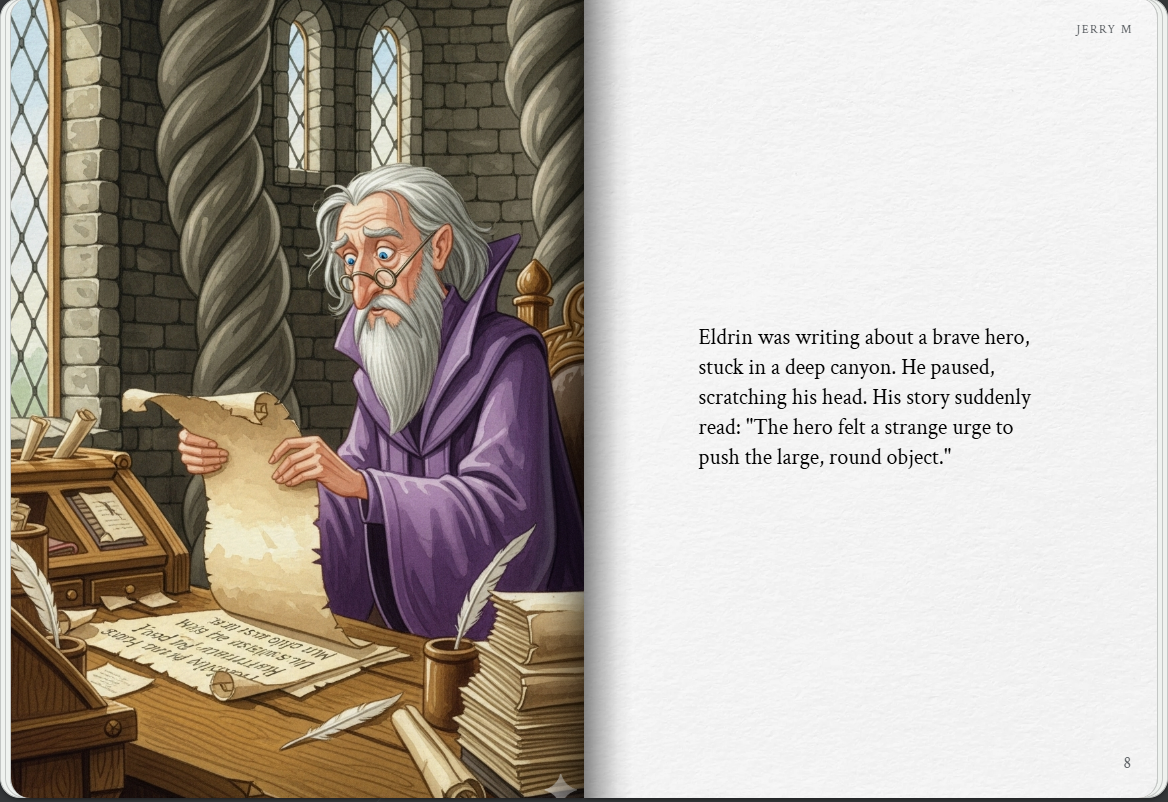 JERRY M
Eldrin was writing about a brave hero,
stuck in a deep canyon. He paused,
scratching his head. His story suddenly
read: "The hero felt a strange urge to
push the large, round object."
8